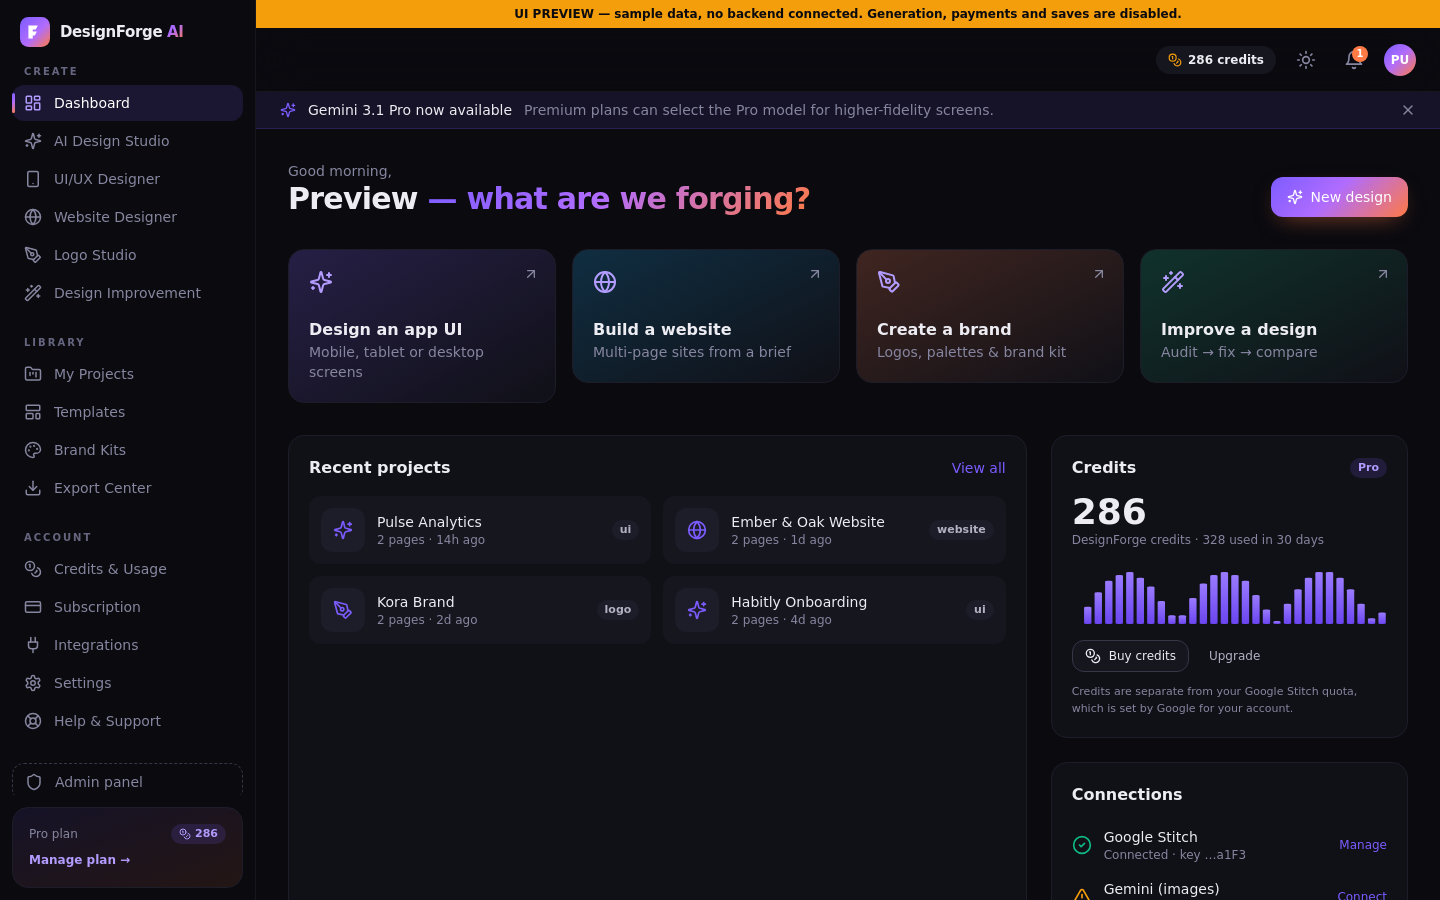 DesignForge AI
CREATE
Dashboard
AI Design Studio
UI/UX Designer
Website Designer
Logo Studio
Design Improvement
LIBRARY
My Projects
Templates
Brand Kits
Export Center
ACCOUNT
Credits & Usage
Subscription
Integrations
Settings
Help & Support
Admin panel
Pro plan
286
Manage plan →
UI PREVIEW — sample data, no backend connected. Generation, payments and saves are disabled.
286 credits
1
PU
Gemini 3.1 Pro now available Premium plans can select the Pro model for higher-fidelity screens.
Good morning,
Preview — what are we forging?
New design
Design an app UI
Mobile, tablet or desktop
screens
Build a website
Multi-page sites from a brief
Create a brand
Logos, palettes & brand kit
Improve a design
Audit → fix → compare
Recent projects
View all
Pulse Analytics
2 pages · 14h ago
ui
Ember & Oak Website
2 pages · 1d ago
website
Kora Brand
2 pages · 2d ago
logo
Habitly Onboarding
2 pages · 4d ago
ui
Credits
Pro
286
DesignForge credits · 328 used in 30 days
Buy credits
Upgrade
Credits are separate from your Google Stitch quota,
which is set by Google for your account.
Connections
Google Stitch
Connected · key …a1F3
Manage
Gemini (images)
Connect